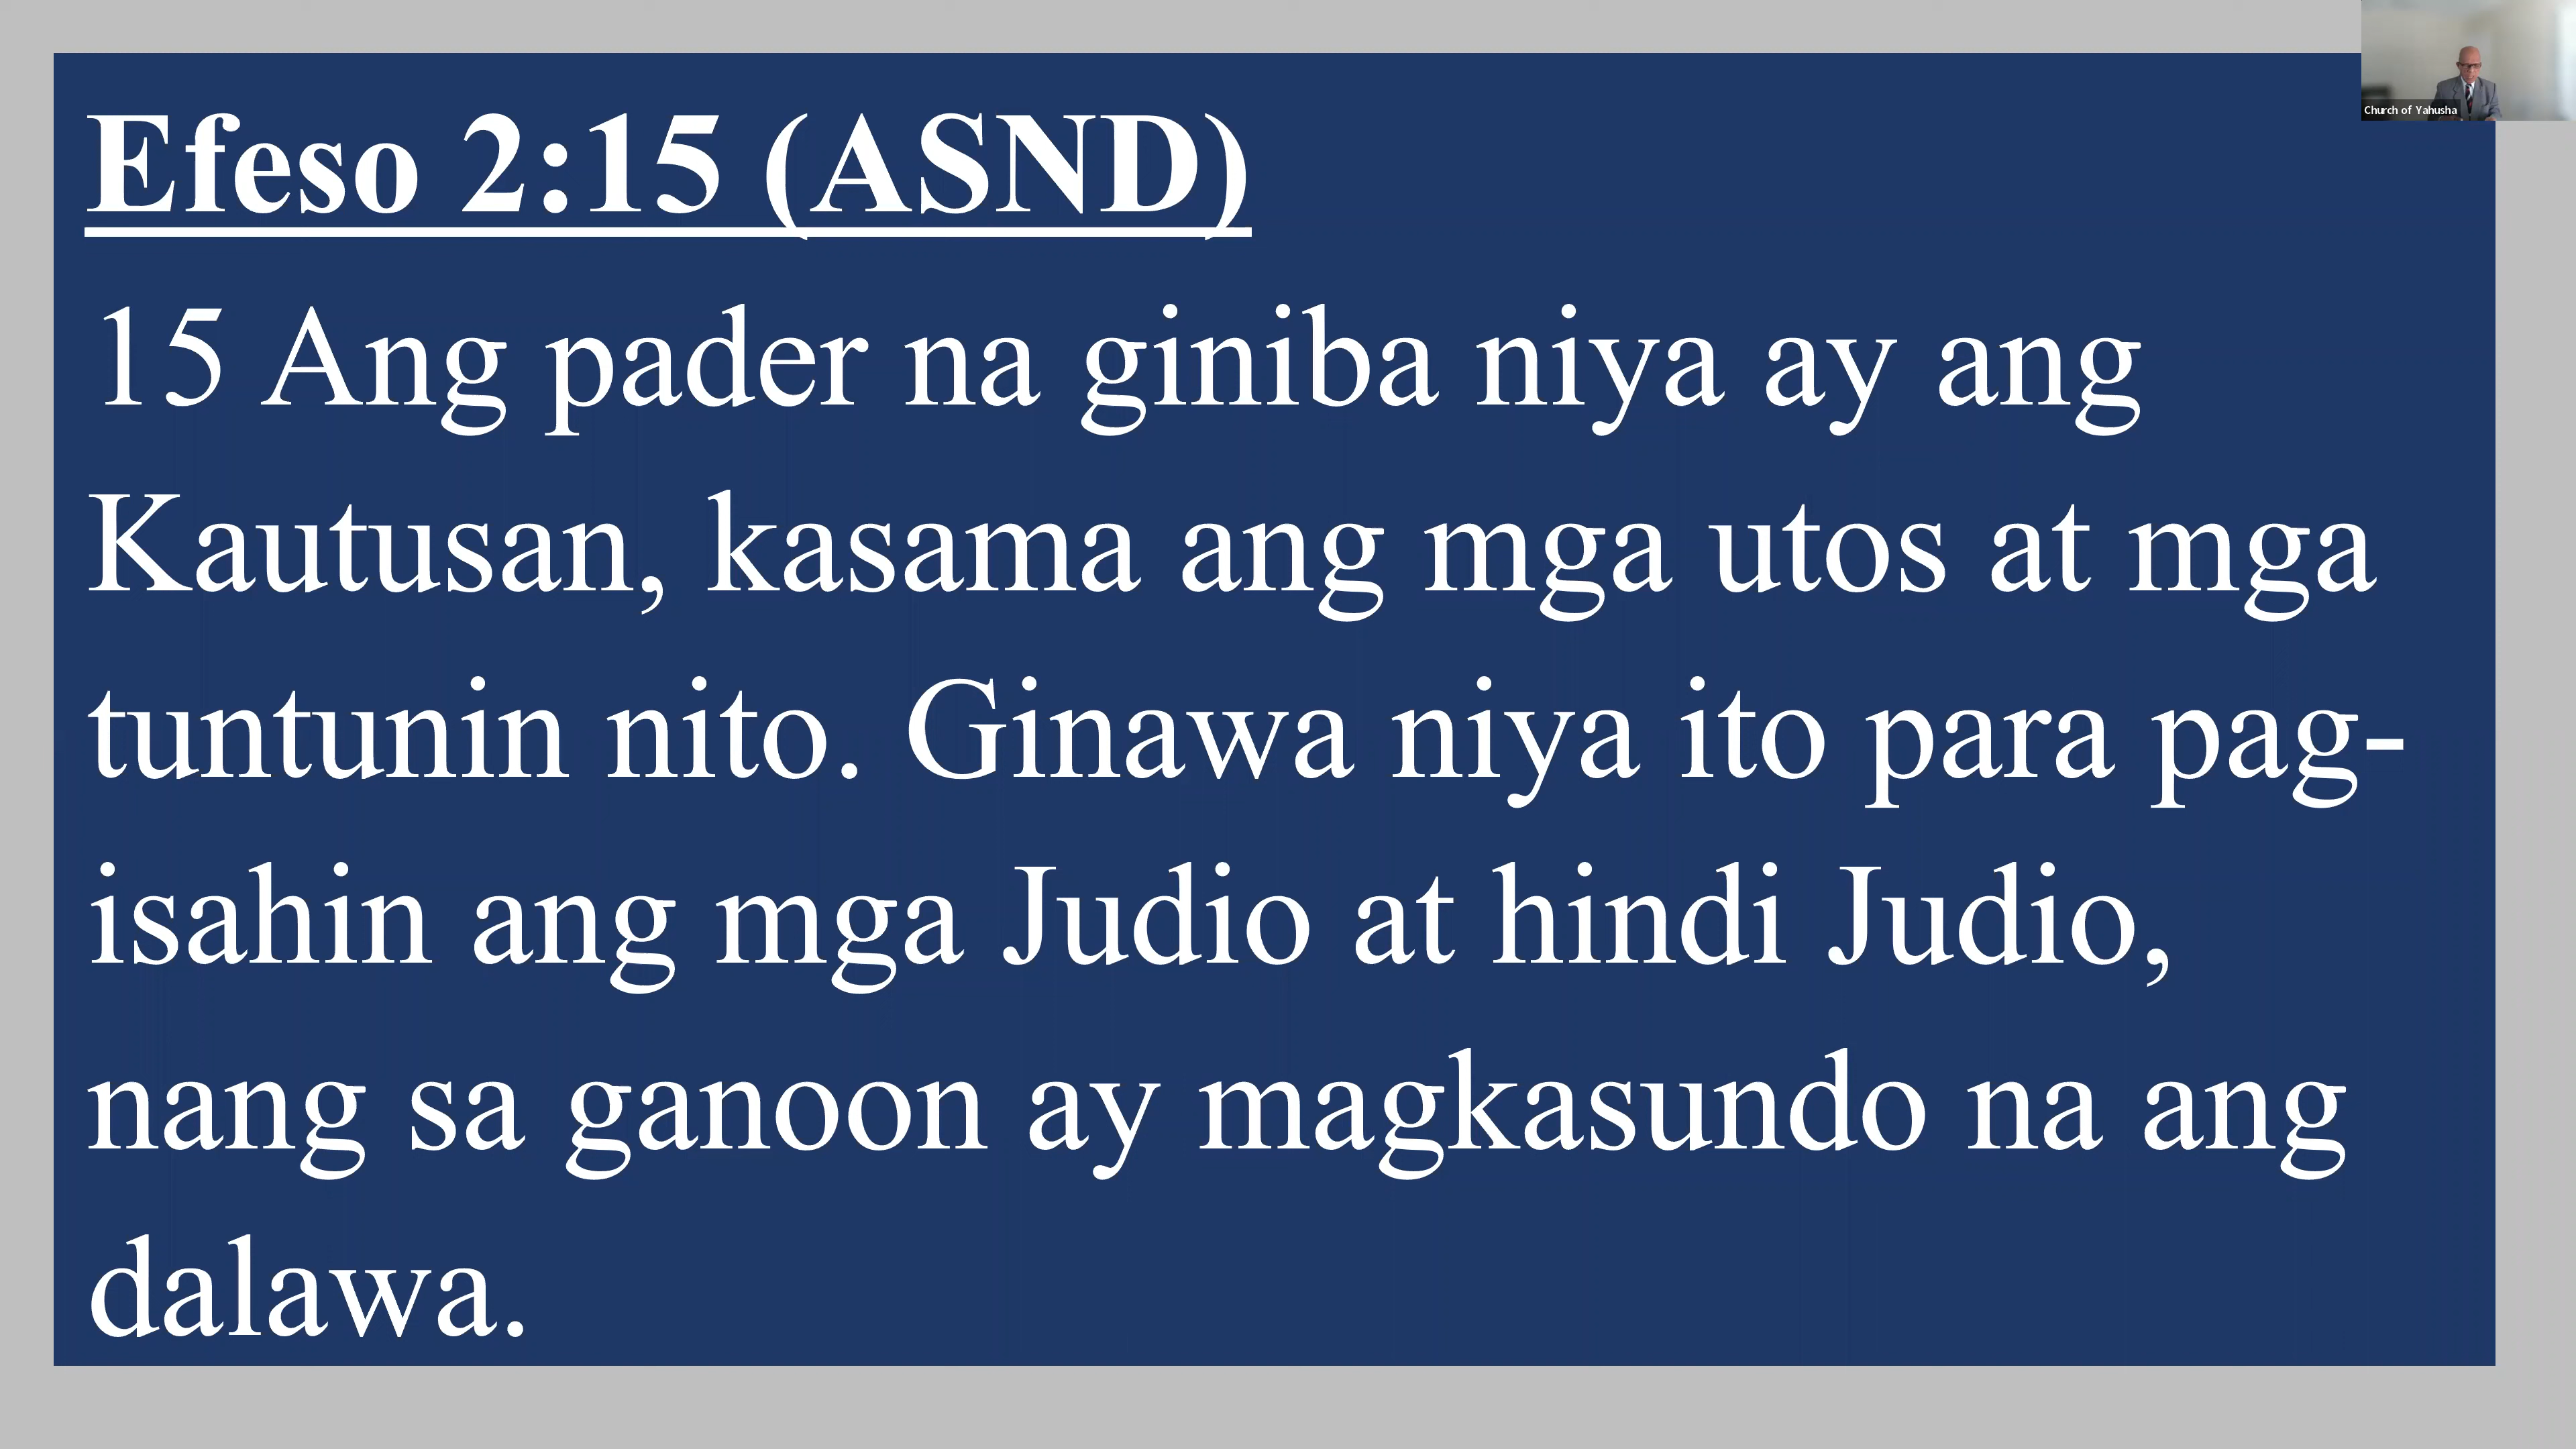 Church of Yahusha
Efeso 2:15 (ASND)
15 Ang pader na giniba niya ay ang
Kautusan, kasama ang mga utos at mga
tuntunin nito. Ginawa niya ito para pag-
isahin ang mga Judio at hindi Judio,
nang sa ganoon ay magkasundo na ang
dalawa.